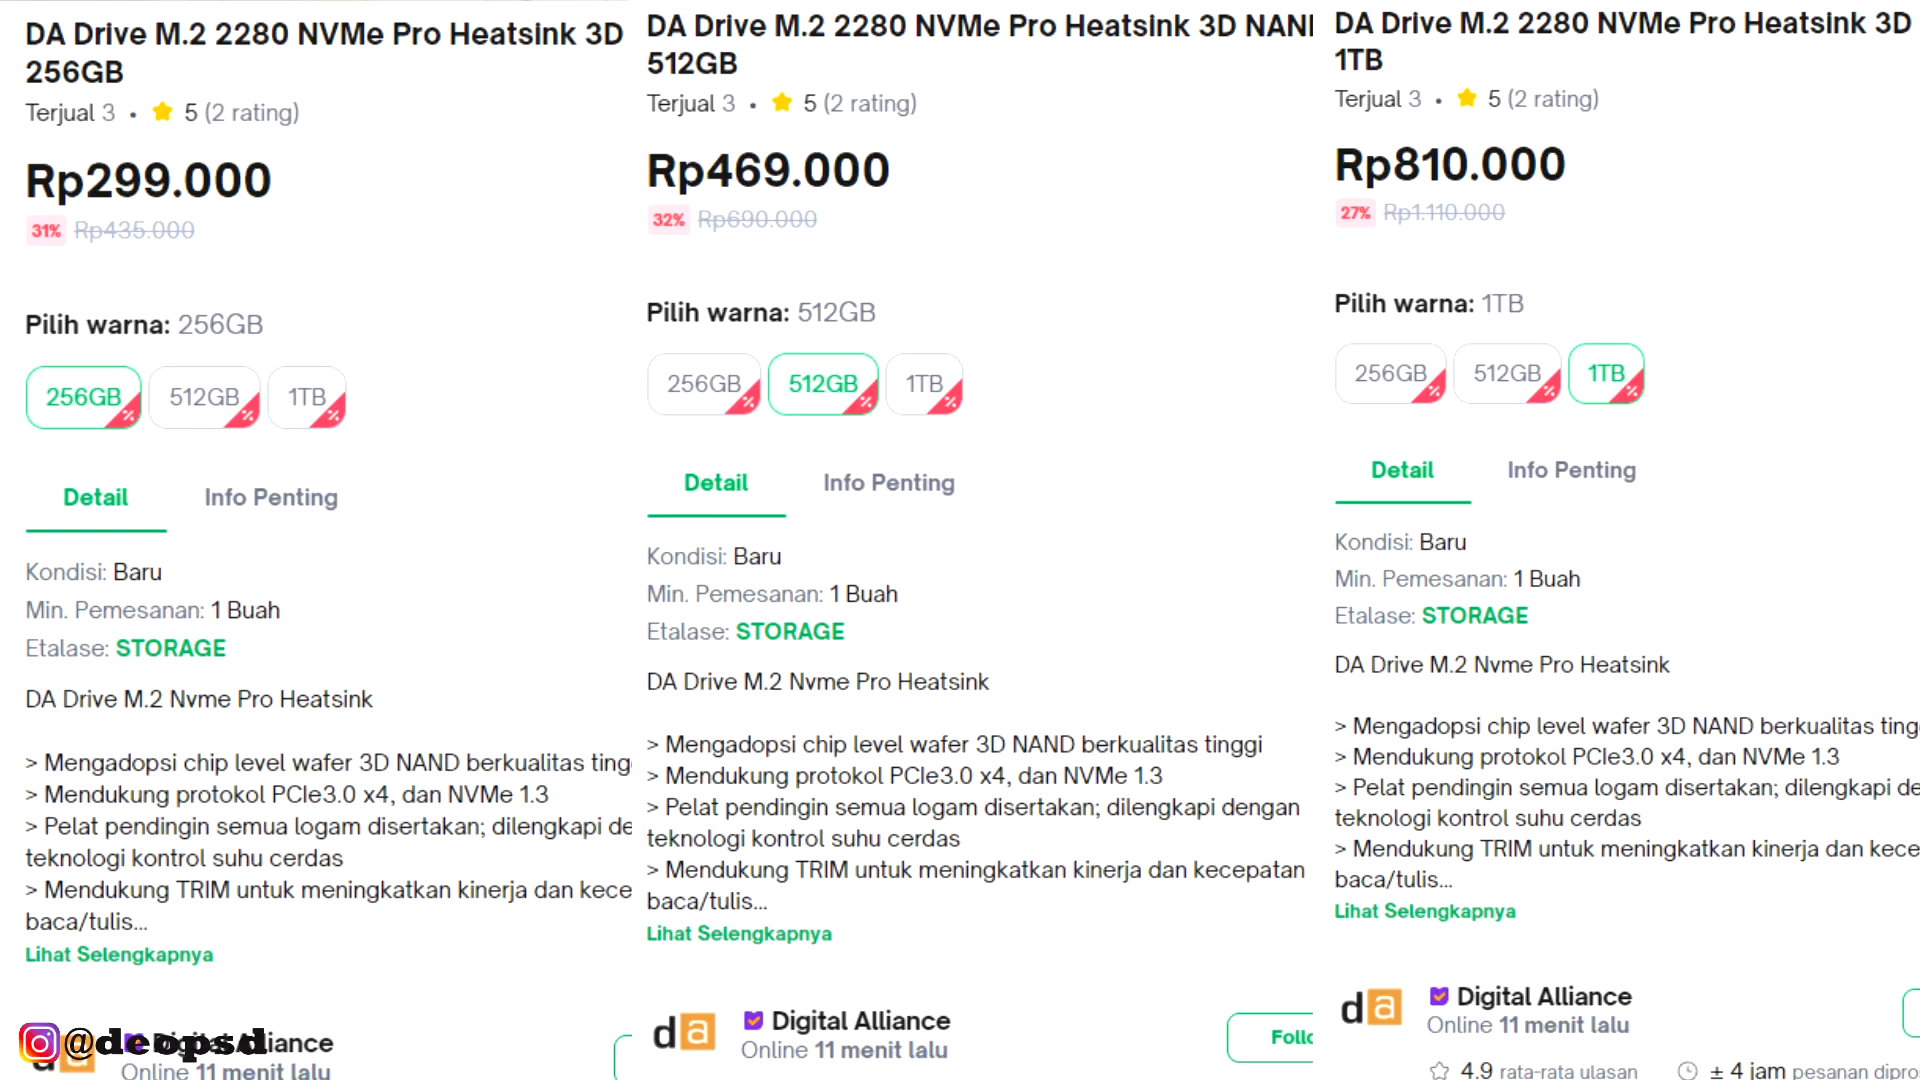 DA Drive M.2 2280 NVMe Pro Heatsink 3D
256GB
Terjual 3 • 5 (2 rating)
Rp299.000
31% Rp435.000
Pilih warna: 256GB
256GB 512GB 1TB
Detail Info Penting
Kondisi: Baru
Min. Pemesanan: 1 Buah
Etalase: STORAGE
DA Drive M.2 Nvme Pro Heatsink
> Mengadopsi chip level wafer 3D NAND berkualitas ting
> Mendukung protokol PCIe3.0 x4, dan NVMe 1.3
> Pelat pendingin semua logam disertakan; dilengkapi de
teknologi kontrol suhu cerdas
> Mendukung TRIM untuk meningkatkan kinerja dan kece
baca/tulis...
Lihat Selengkapnya
@deopsd
Online 11 menit lalu
DA Drive M.2 2280 NVMe Pro Heatsink 3D NAN
512GB
Terjual 3 • 5 (2 rating)
Rp469.000
32% Rp690.000
Pilih warna: 512GB
256GB 512GB 1TB
Detail Info Penting
Kondisi: Baru
Min. Pemesanan: 1 Buah
Etalase: STORAGE
DA Drive M.2 Nvme Pro Heatsink
> Mengadopsi chip level wafer 3D NAND berkualitas tinggi
> Mendukung protokol PCIe3.0 x4, dan NVMe 1.3
> Pelat pendingin semua logam disertakan; dilengkapi dengan
teknologi kontrol suhu cerdas
> Mendukung TRIM untuk meningkatkan kinerja dan kecepatan
baca/tulis...
Lihat Selengkapnya
da Digital Alliance
Online 11 menit lalu
Follo
DA Drive M.2 2280 NVMe Pro Heatsink 3D
1TB
Terjual 3 • 5 (2 rating)
Rp810.000
27% Rp1.110.000
Pilih warna: 1TB
256GB 512GB 1TB
Detail Info Penting
Kondisi: Baru
Min. Pemesanan: 1 Buah
Etalase: STORAGE
DA Drive M.2 Nvme Pro Heatsink
> Mengadopsi chip level wafer 3D NAND berkualitas ting
> Mendukung protokol PCIe3.0 x4, dan NVMe 1.3
> Pelat pendingin semua logam disertakan; dilengkapi de
teknologi kontrol suhu cerdas
> Mendukung TRIM untuk meningkatkan kinerja dan kece
baca/tulis...
Lihat Selengkapnya
da Digital Alliance
Online 11 menit lalu
4.9 rata-rata ulasan ± 4 jam pesanan dipro